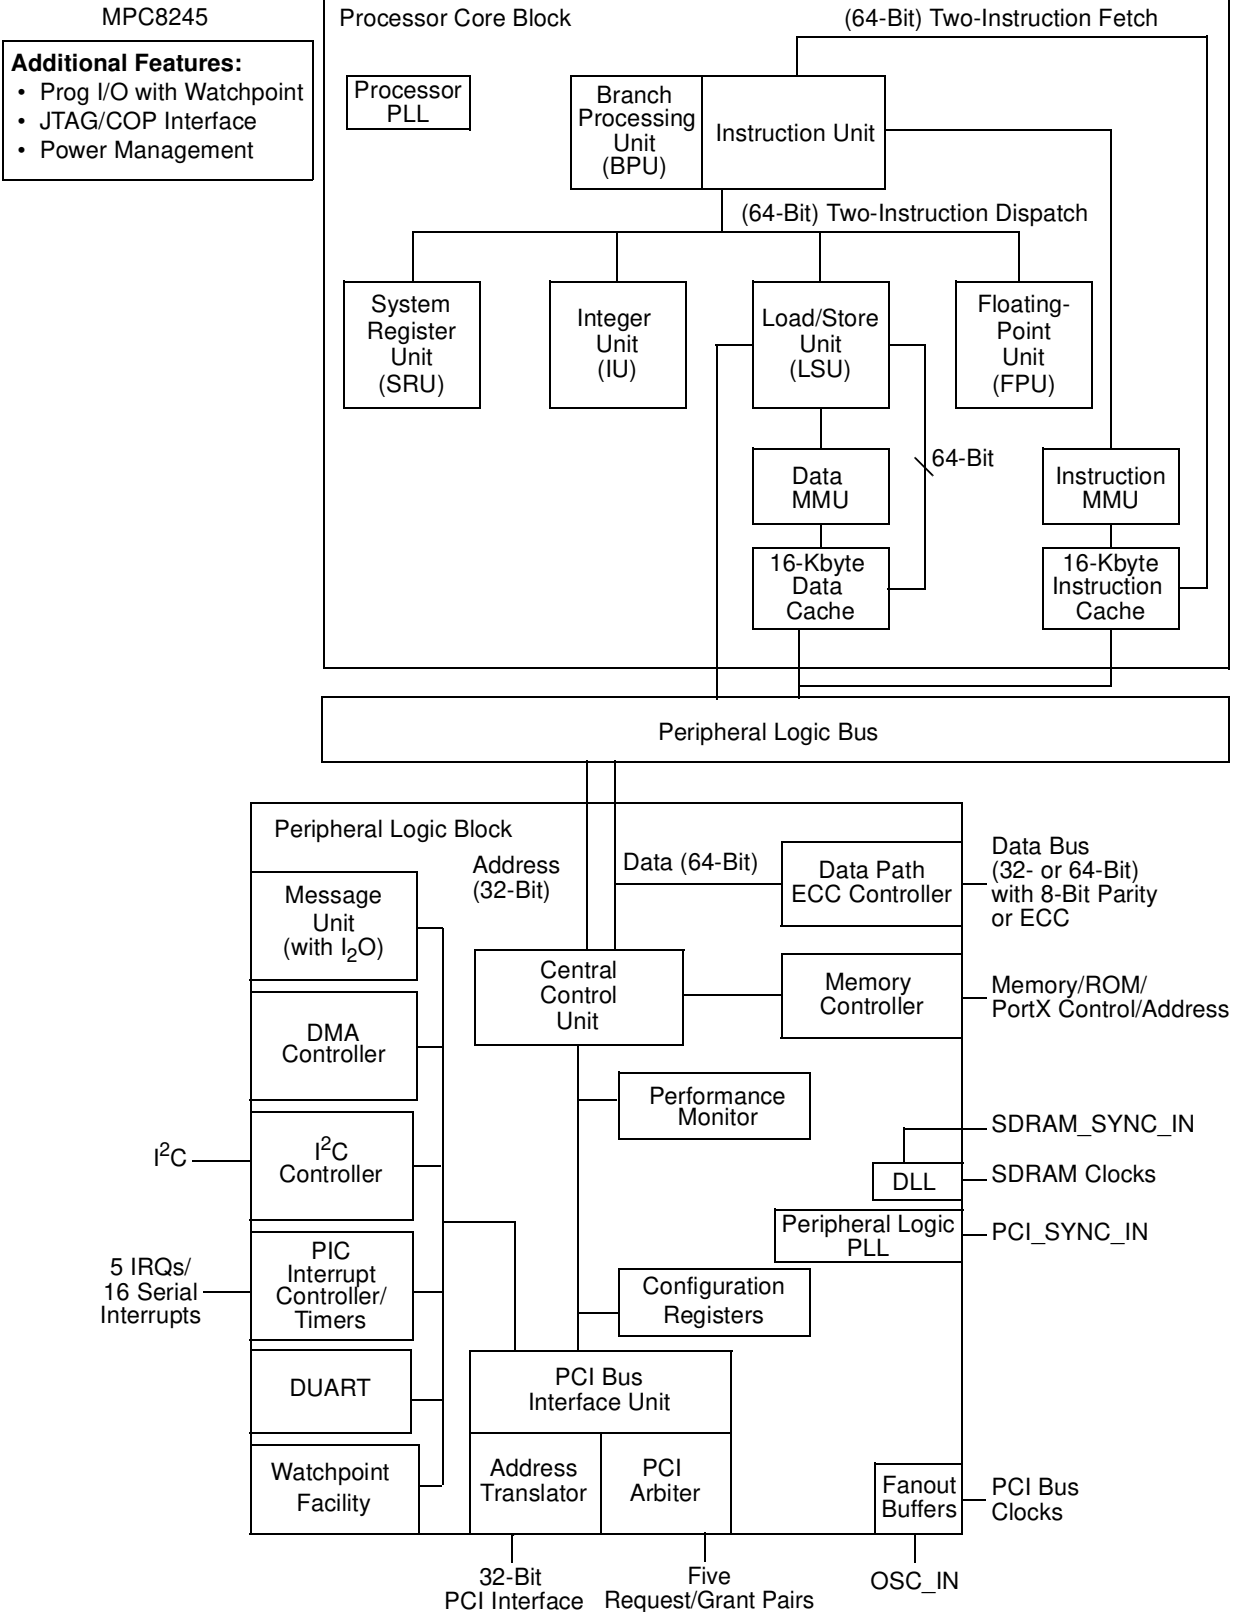 MPC8245
Additional Features:
• Prog I/O with Watchpoint
• JTAG/COP Interface
• Power Management
Processor Core Block
(64-Bit) Two-Instruction Fetch
Processor
PLL
Branch
Processing
Unit
(BPU)
Instruction Unit
(64-Bit) Two-Instruction Dispatch
System
Register
Unit
(SRU)
Integer
Unit
(IU)
Load/Store
Unit
(LSU)
Floating-
Point
Unit
(FPU)
64-Bit
Data
MMU
Instruction
MMU
16-Kbyte
Data
Cache
16-Kbyte
Instruction
Cache
Peripheral Logic Bus
Peripheral Logic Block
Address
(32-Bit)
Data (64-Bit)
Data Path
ECC Controller
Data Bus
(32- or 64-Bit)
with 8-Bit Parity
or ECC
Message
Unit
(with I₂O)
Central
Control
Unit
Memory
Controller
Memory/ROM/
PortX Control/Address
DMA
Controller
Performance
Monitor
I²C
I²C
Controller
SDRAM_SYNC_IN
DLL
SDRAM Clocks
Peripheral Logic
PLL
PCI_SYNC_IN
5 IRQs/
16 Serial
Interrupts
PIC
Interrupt
Controller/
Timers
Configuration
Registers
DUART
PCI Bus
Interface Unit
Watchpoint
Facility
Address
Translator
PCI
Arbiter
Fanout
Buffers
PCI Bus
Clocks
32-Bit
PCI Interface
Five
Request/Grant Pairs
OSC_IN